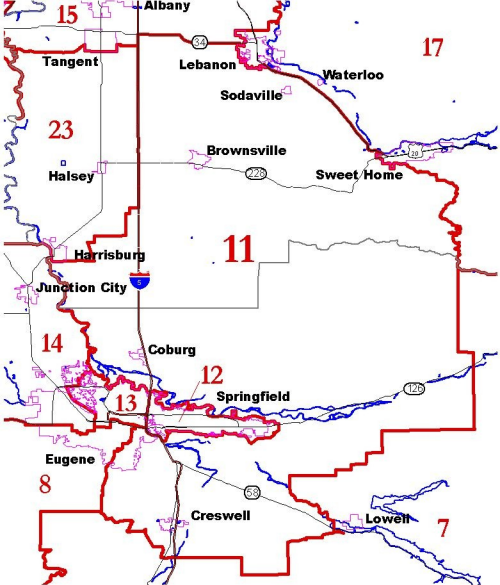 Albany
15
34
17
Tangent
Lebanon
Waterloo
Sodaville
23
Brownsville
20
Halsey
228
Sweet Home
11
Harrisburg
5
Junction City
14
Coburg
12
126
13
Springfield
Eugene
8
58
Creswell
Lowell
7